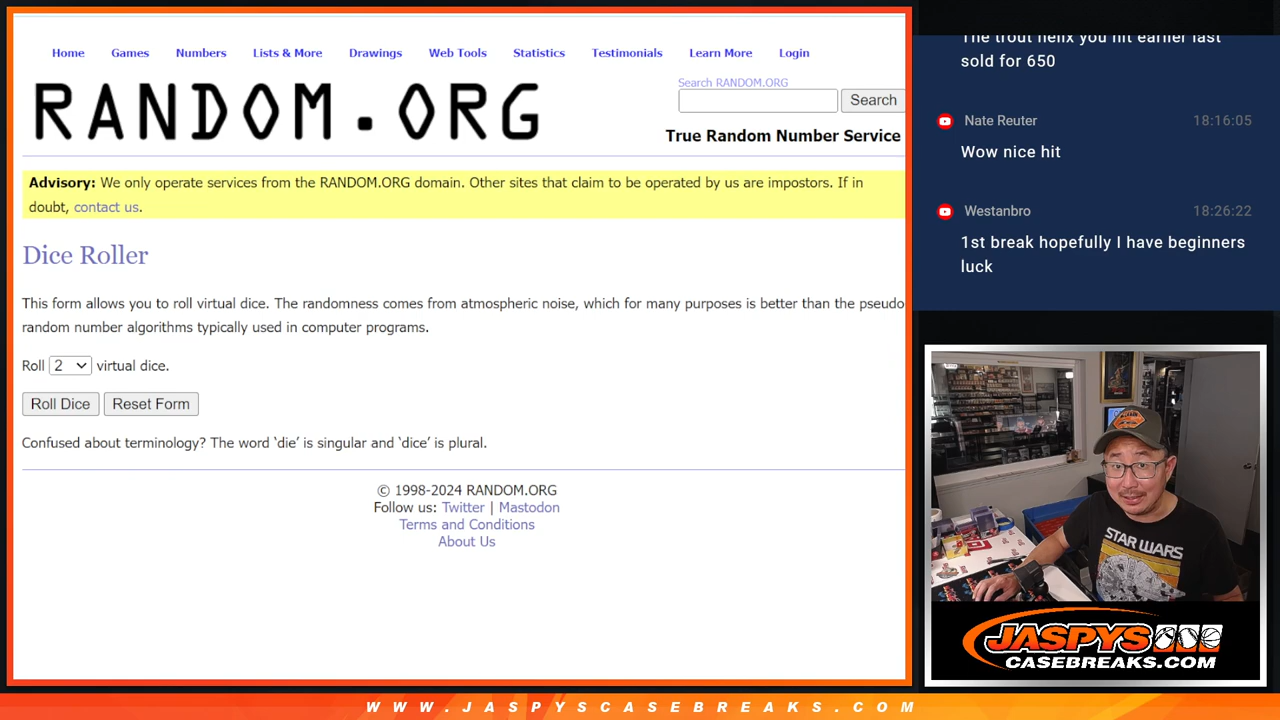 Home Games Numbers Lists & More Drawings Web Tools Statistics Testimonials Learn More Login
RANDOM.ORG
Search RANDOM.ORG
Search
True Random Number Service
Advisory: We only operate services from the RANDOM.ORG domain. Other sites that claim to be operated by us are impostors. If in
doubt, contact us.
Dice Roller
This form allows you to roll virtual dice. The randomness comes from atmospheric noise, which for many purposes is better than the pseudo
random number algorithms typically used in computer programs.
Roll 2 virtual dice.
Roll Dice Reset Form
Confused about terminology? The word ‘die’ is singular and ‘dice’ is plural.
© 1998-2024 RANDOM.ORG
Follow us: Twitter | Mastodon
Terms and Conditions
About Us
The trout helix you hit earlier last
sold for 650
Nate Reuter 18:16:05
Wow nice hit
Westanbro 18:26:22
1st break hopefully I have beginners
luck
STAR WARS
JASPYS
CASEBREAKS.COM
WWW.JASPYSCASEBREAKS.COM